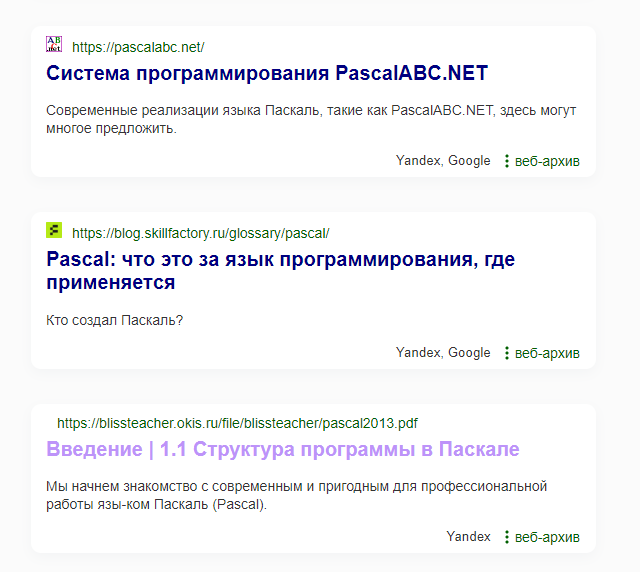 https://pascalabc.net/
Система программирования PascalABC.NET
Современные реализации языка Паскаль, такие как PascalABC.NET, здесь могут
многое предложить.
Yandex, Google веб-архив
https://blog.skillfactory.ru/glossary/pascal/
Pascal: что это за язык программирования, где
применяется
Кто создал Паскаль?
Yandex, Google веб-архив
https://blissteacher.okis.ru/file/blissteacher/pascal2013.pdf
Введение | 1.1 Структура программы в Паскале
Мы начнем знакомство с современным и пригодным для профессиональной
работы язы-ком Паскаль (Pascal).
Yandex веб-архив